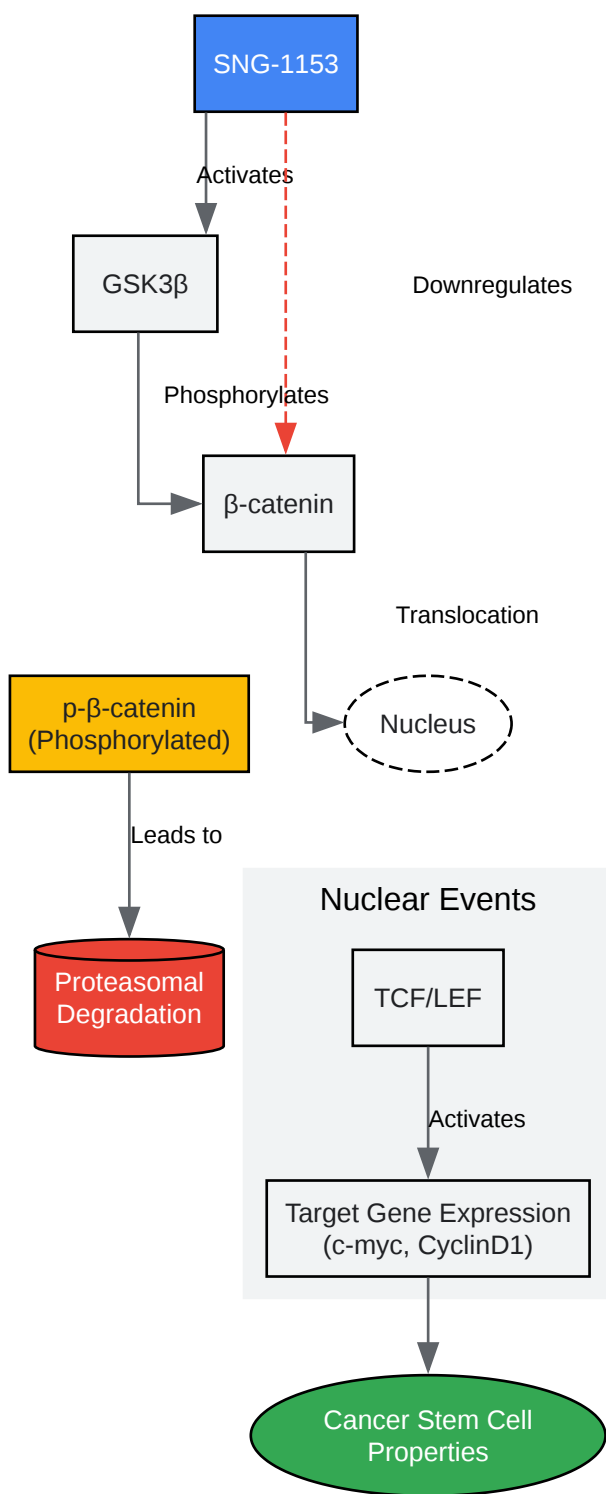 SNG-1153
Activates
GSK3β
Downregulates
Phosphorylates
β-catenin
Translocation
p-β-catenin
(Phosphorylated)
Nucleus
Leads to
Nuclear Events
Proteasomal
Degradation
TCF/LEF
Activates
Target Gene Expression
(c-myc, CyclinD1)
Cancer Stem Cell
Properties